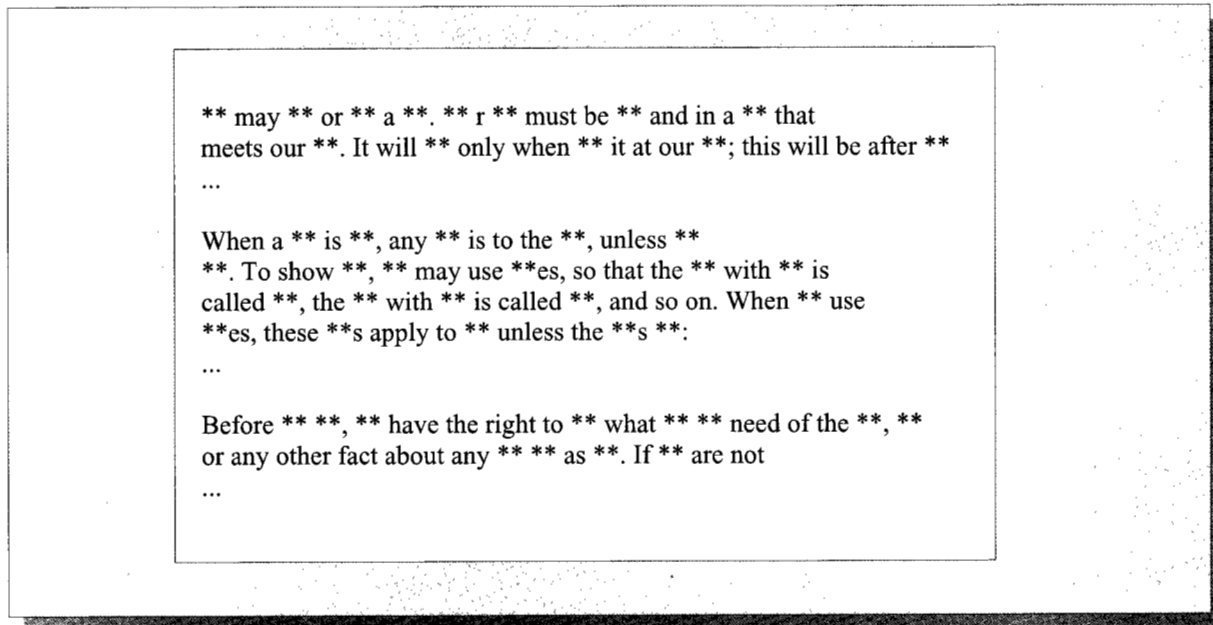 ** may ** or ** a **. ** r ** must be ** and in a ** that
meets our **. It will ** only when ** it at our **; this will be after **
...
When a ** is **, any ** is to the **, unless **
**. To show **, ** may use **es, so that the ** with ** is
called **, the ** with ** is called **, and so on. When ** use
**es, these **s apply to ** unless the **s **:
...
Before ** **, ** have the right to ** what ** ** need of the **, **
or any other fact about any ** ** as **. If ** are not
...